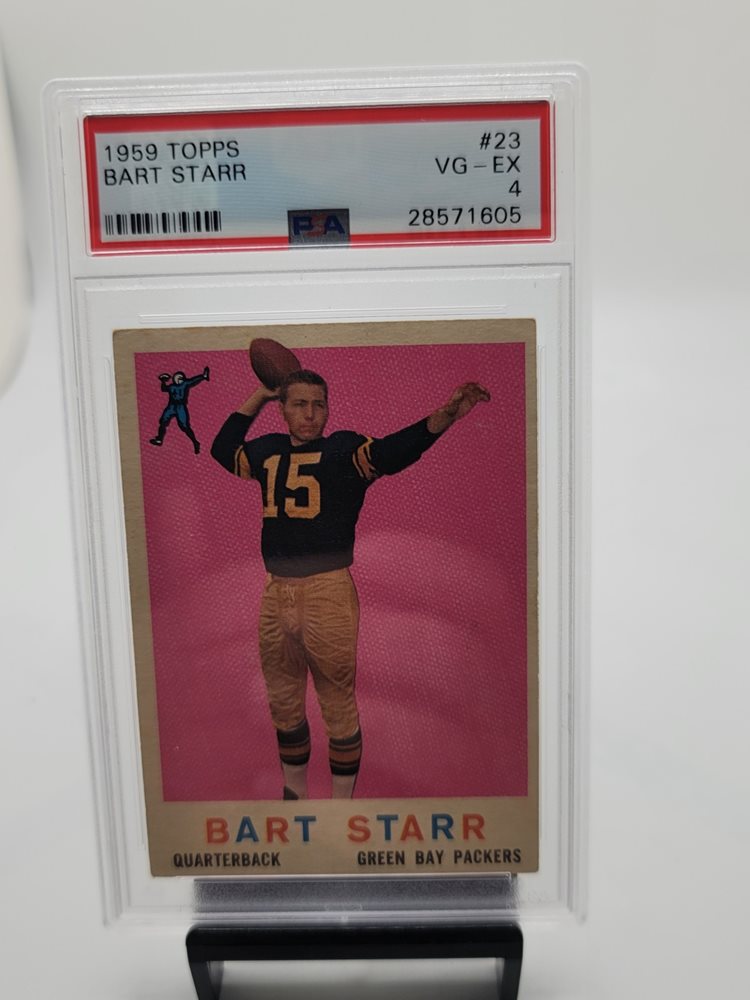 1959 TOPPS #23
BART STARR VG-EX
4
28571605
PSA
15
BART STARR
QUARTERBACK GREEN BAY PACKERS